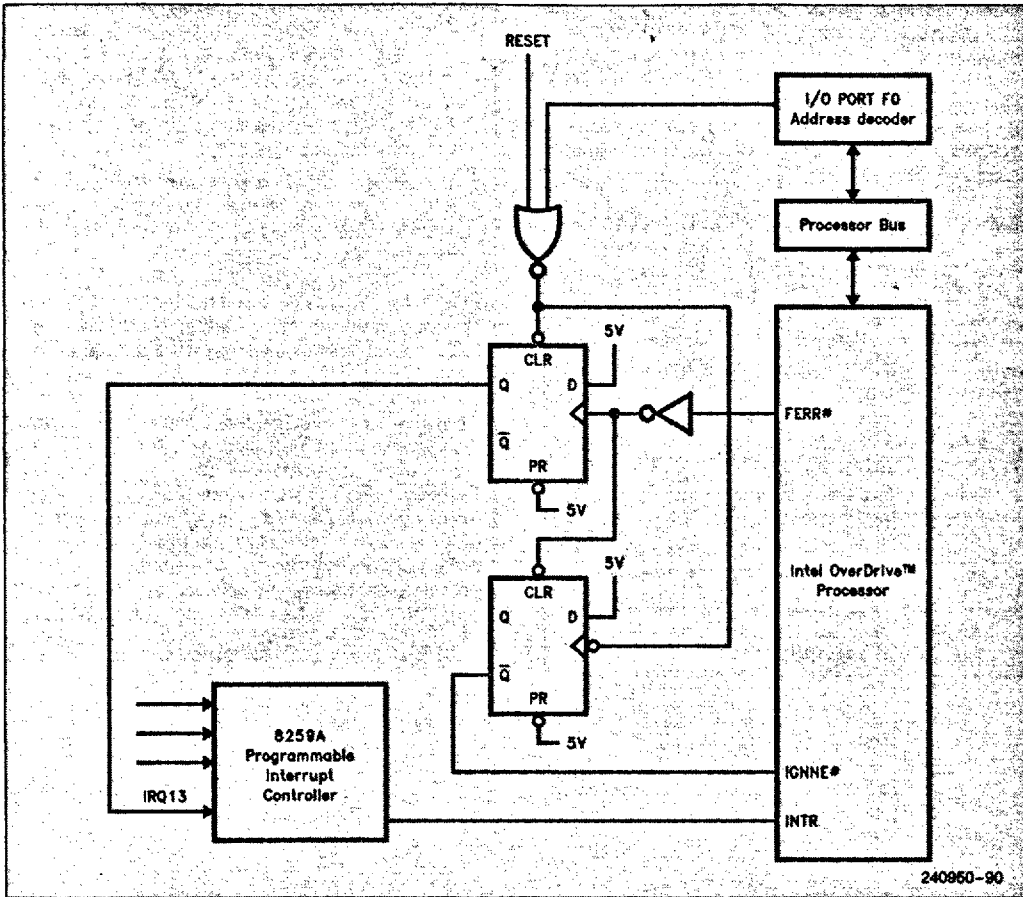 RESET
I/O PORT F0
Address decoder
Processor Bus
5V
CLR
Q D
Q̅
PR
5V
FERR#
5V
CLR
Q D
Q̅
PR
5V
Intel OverDrive™
Processor
8259A
Programmable
Interrupt
Controller
IRQ13
IGNNE#
INTR
240950-90